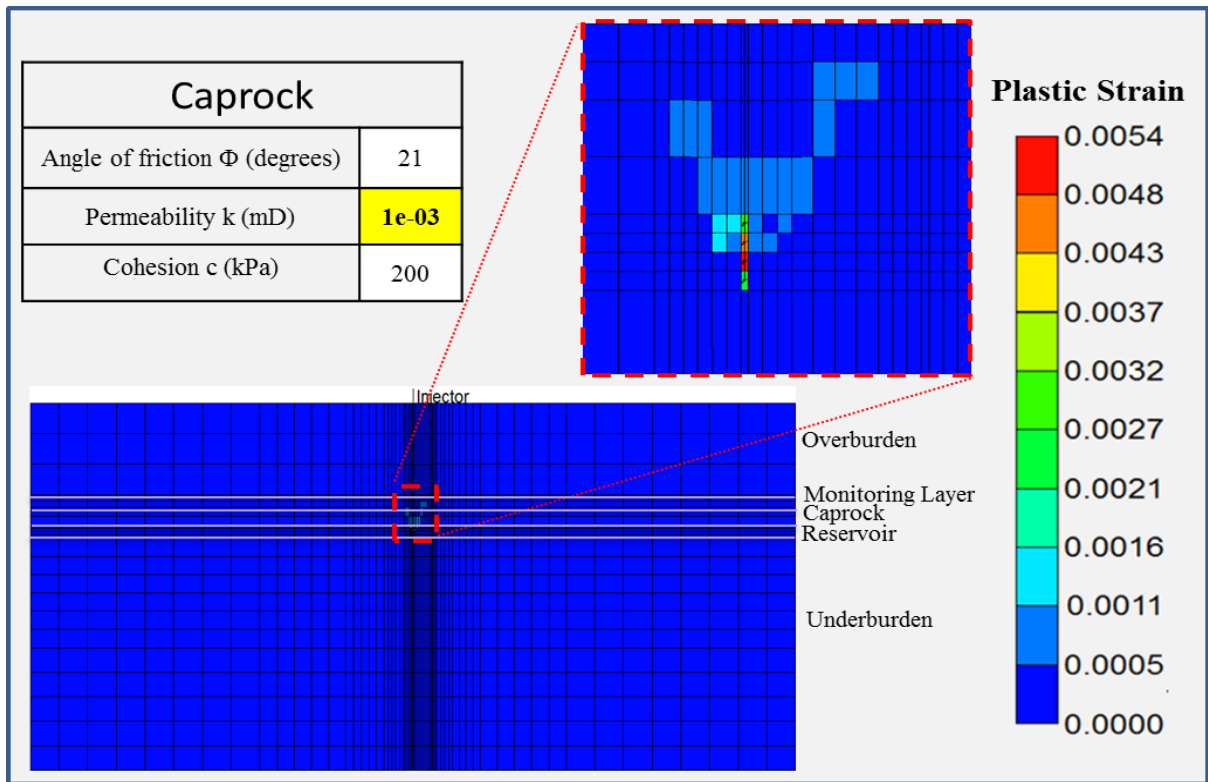 Caprock
Angle of friction Φ (degrees) 21
Permeability k (mD) 1e-03
Cohesion c (kPa) 200
Plastic Strain
0.0054
0.0048
0.0043
0.0037
0.0032
0.0027
0.0021
0.0016
0.0011
0.0005
0.0000
Injector
Overburden
Monitoring Layer
Caprock
Reservoir
Underburden